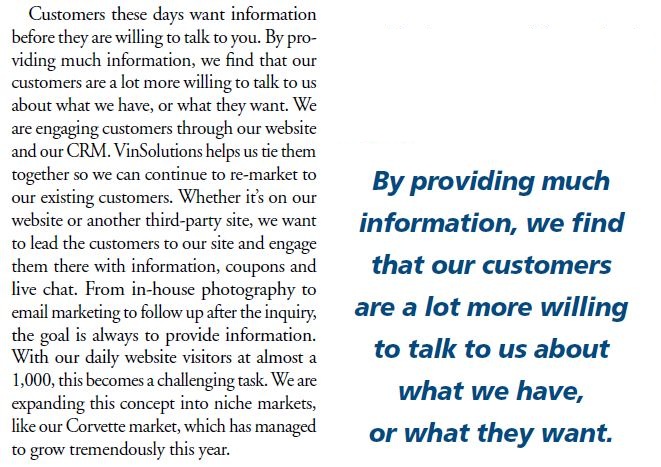 Customers these days want information
before they are willing to talk to you. By pro-
viding much information, we find that our
customers are a lot more willing to talk to us
about what we have, or what they want. We
are engaging customers through our website
and our CRM. VinSolutions helps us tie them
together so we can continue to re-market to
our existing customers. Whether it’s on our
website or another third-party site, we want
to lead the customers to our site and engage
them there with information, coupons and
live chat. From in-house photography to
email marketing to follow up after the inquiry,
the goal is always to provide information.
With our daily website visitors at almost a
1,000, this becomes a challenging task. We are
expanding this concept into niche markets,
like our Corvette market, which has managed
to grow tremendously this year.
By providing much
information, we find
that our customers
are a lot more willing
to talk to us about
what we have,
or what they want.